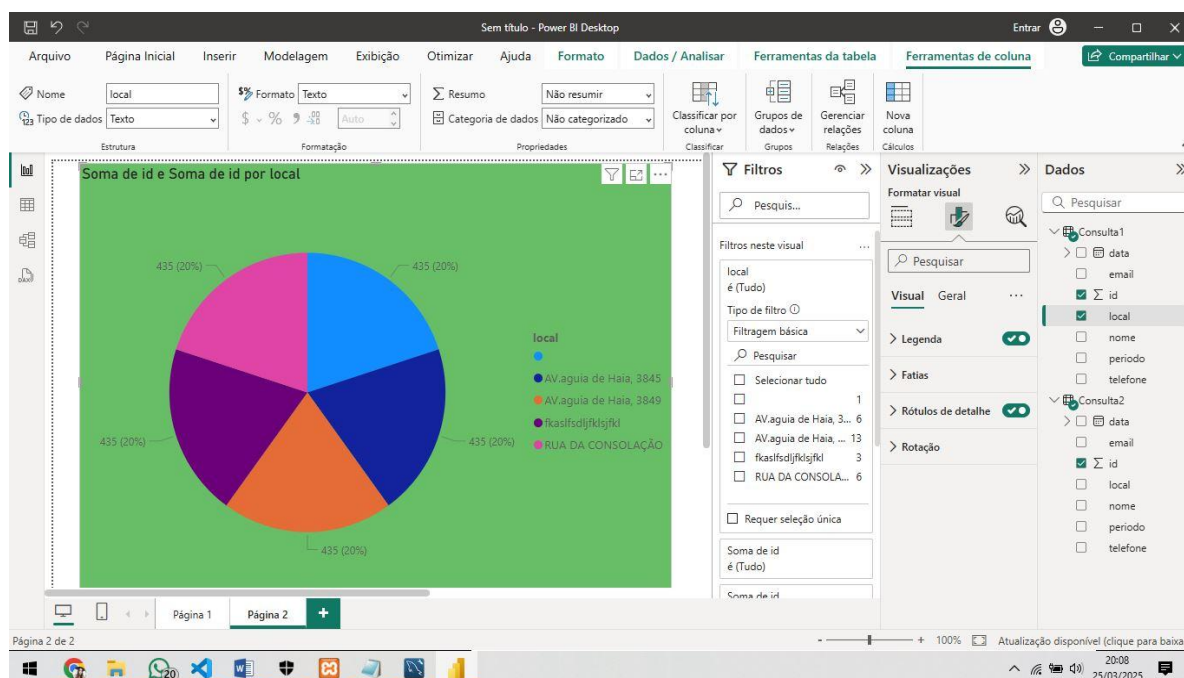 Sem título - Power BI Desktop
Entrar
Arquivo
Página Inicial
Inserir
Modelagem
Exibição
Otimizar
Ajuda
Formato
Dados / Analisar
Ferramentas da tabela
Ferramentas de coluna
Compartilhar
Nome
local
Tipo de dados
Texto
Estrutura
Formato
Texto
$ %
Auto
Formatação
Resumo
Não resumir
Categoria de dados
Não categorizado
Propriedades
Classificar por
coluna
Classificar
Grupos de
dados
Grupos
Gerenciar
relações
Relações
Nova
coluna
Cálculos
Soma de id e Soma de id por local
435 (20%)
435 (20%)
435 (20%)
435 (20%)
435 (20%)
local
AV.aguia de Haia, 3845
AV.aguia de Haia, 3849
fkaslfsdljfklsjfkl
RUA DA CONSOLAÇÃO
Filtros
Pesquis...
Filtros neste visual
local
é (Tudo)
Tipo de filtro
Filtragem básica
Pesquisar
Selecionar tudo
1
AV.aguia de Haia, 3... 6
AV.aguia de Haia, ... 13
fkaslfsdljfklsjfkl 3
RUA DA CONSOLA... 6
Requer seleção única
Soma de id
é (Tudo)
Soma de id
Visualizações
Formatar visual
Pesquisar
Visual
Geral
Legenda
Fatias
Rótulos de detalhe
Rotação
Dados
Pesquisar
Consulta1
data
email
id
local
nome
periodo
telefone
Consulta2
data
email
id
local
nome
periodo
telefone
Página 1
Página 2
Página 2 de 2
- + 100%
Atualização disponível (clique para baixa
20
20:08
25/03/2025